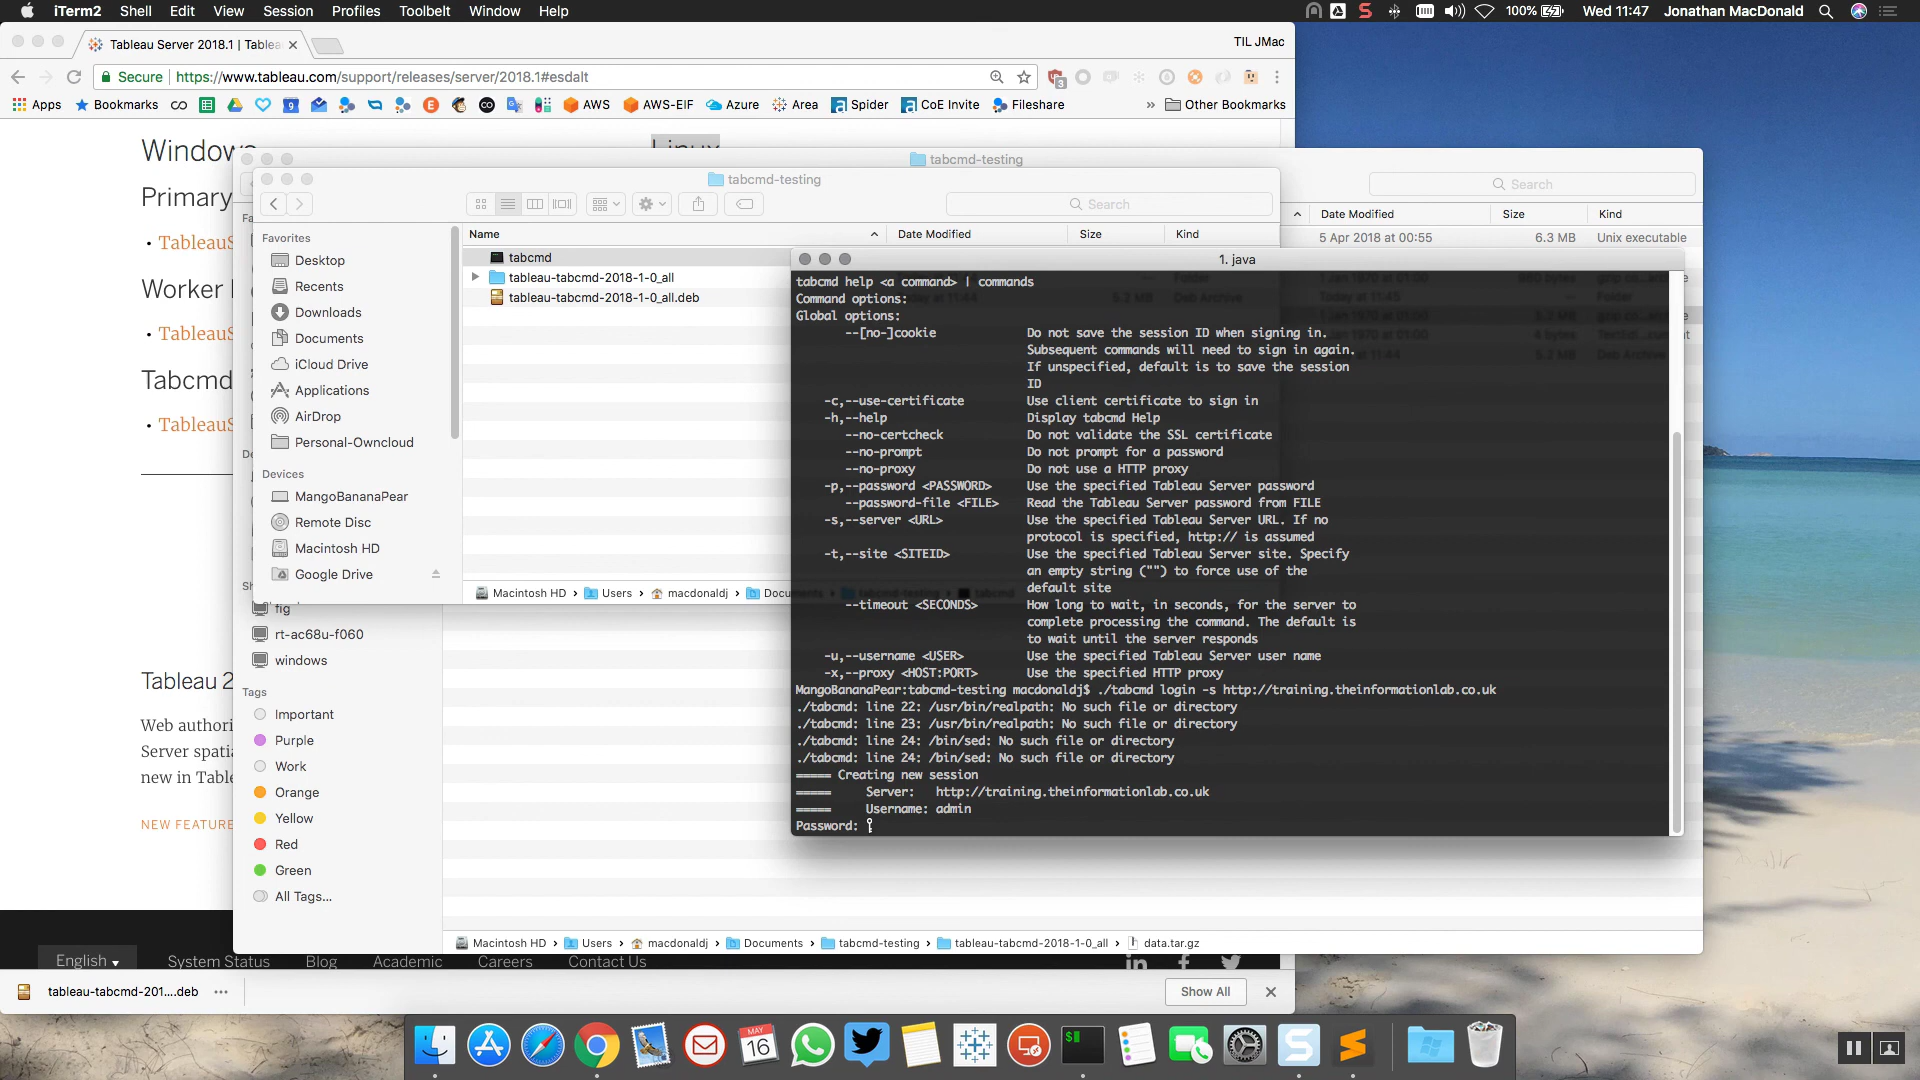 iTerm2 Shell Edit View Session Profiles Toolbelt Window Help
100% Wed 11:47 Jonathan MacDonald
Tableau Server 2018.1 | Tablea
TIL JMac
Secure https://www.tableau.com/support/releases/server/2018.1#esdalt
Apps Bookmarks AWS AWS-EIF Azure Area Spider CoE Invite Fileshare » Other Bookmarks
Windows
Linux
Primary
• TableauS
Worker
• TableauS
Tabcmd
• TableauS
Tableau 2
Web authori
Server spatia
new in Table
NEW FEATURE
tabcmd-testing
Search
Date Modified Size Kind
5 Apr 2018 at 00:55 6.3 MB Unix executable
tabcmd-testing
Search
Name Date Modified Size Kind
tabcmd
tableau-tabcmd-2018-1-0_all
tableau-tabcmd-2018-1-0_all.deb
Favorites
Desktop
Recents
Downloads
Documents
iCloud Drive
Applications
AirDrop
Personal-Owncloud
Devices
MangoBananaPear
Remote Disc
Macintosh HD
Google Drive
Macintosh HD › Users › macdonaldj › Documents › tabcmd-testing › tabcmd
fig
rt-ac68u-f060
windows
Tags
Important
Purple
Work
Orange
Yellow
Red
Green
All Tags...
Macintosh HD › Users › macdonaldj › Documents › tabcmd-testing › tableau-tabcmd-2018-1-0_all › data.tar.gz
1. java
tabcmd help <a command> | commands
Command options:
Global options:
--[no-]cookie Do not save the session ID when signing in.
Subsequent commands will need to sign in again.
If unspecified, default is to save the session
ID
-c,--use-certificate Use client certificate to sign in
-h,--help Display tabcmd Help
--no-certcheck Do not validate the SSL certificate
--no-prompt Do not prompt for a password
--no-proxy Do not use a HTTP proxy
-p,--password <PASSWORD> Use the specified Tableau Server password
--password-file <FILE> Read the Tableau Server password from FILE
-s,--server <URL> Use the specified Tableau Server URL. If no
protocol is specified, http:// is assumed
-t,--site <SITEID> Use the specified Tableau Server site. Specify
an empty string ("") to force use of the
default site
--timeout <SECONDS> How long to wait, in seconds, for the server to
complete processing the command. The default is
to wait until the server responds
-u,--username <USER> Use the specified Tableau Server user name
-x,--proxy <HOST:PORT> Use the specified HTTP proxy
MangoBananaPear:tabcmd-testing macdonaldj$ ./tabcmd login -s http://training.theinformationlab.co.uk
./tabcmd: line 22: /usr/bin/realpath: No such file or directory
./tabcmd: line 23: /usr/bin/realpath: No such file or directory
./tabcmd: line 24: /bin/sed: No such file or directory
./tabcmd: line 24: /bin/sed: No such file or directory
===== Creating new session
===== Server: http://training.theinformationlab.co.uk
===== Username: admin
Password:
English System Status Blog Academic Careers Contact Us
tableau-tabcmd-201....deb
Show All
MAY
16